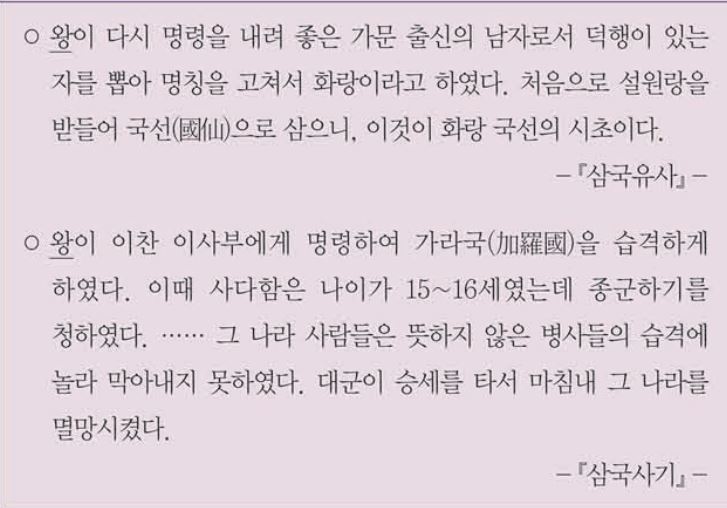 ○ 왕이 다시 명령을 내려 좋은 가문 출신의 남자로서 덕행이 있는
자를 뽑아 명칭을 고쳐서 화랑이라고 하였다. 처음으로 설원랑을
받들어 국선(國仙)으로 삼으니, 이것이 화랑 국선의 시초이다.
－『삼국유사』－
○ 왕이 이찬 이사부에게 명령하여 가라국(加羅國)을 습격하게
하였다. 이때 사다함은 나이가 15~16세였는데 종군하기를
청하였다. …… 그 나라 사람들은 뜻하지 않은 병사들의 습격에
놀라 막아내지 못하였다. 대군이 승세를 타서 마침내 그 나라를
멸망시켰다.
－『삼국사기』－